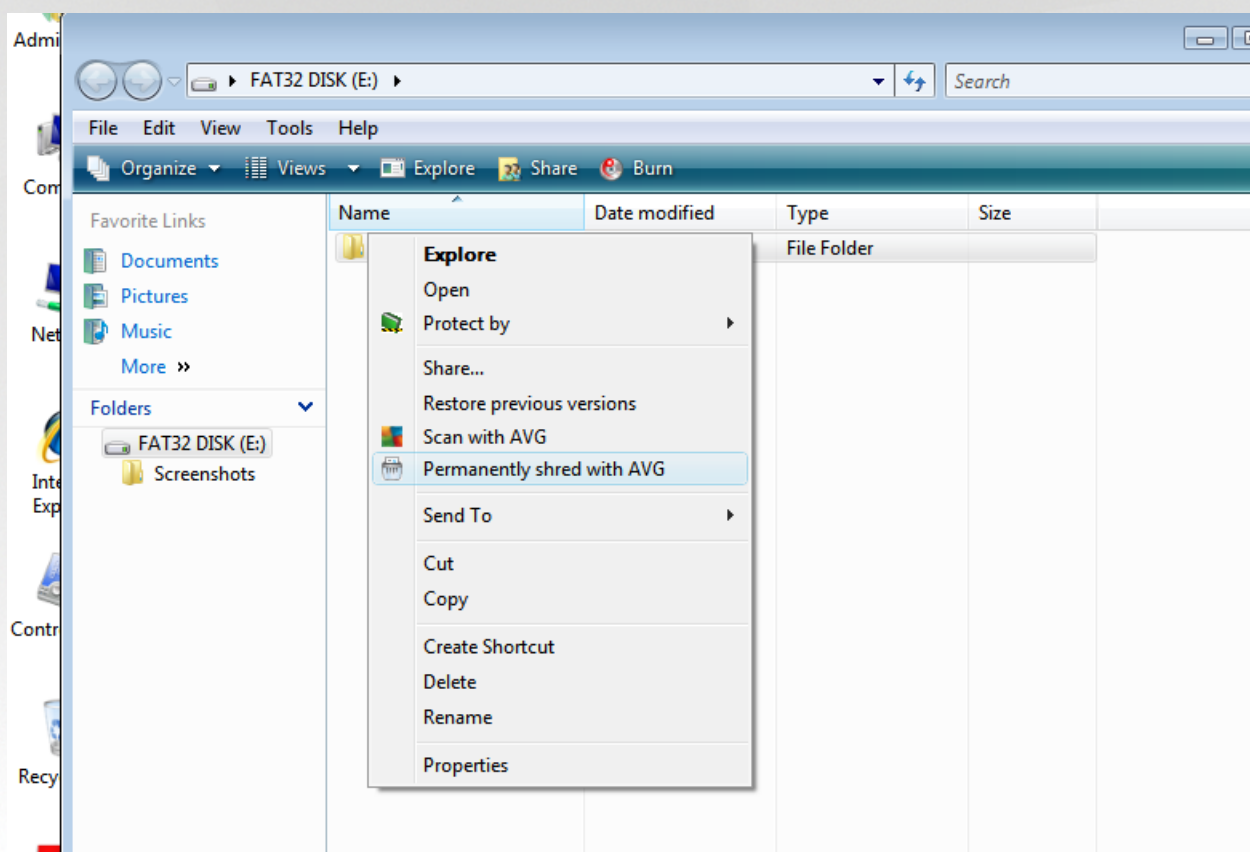 Admi
FAT32 DISK (E:)
Search
File Edit View Tools Help
Organize Views Explore Share Burn
Com
Favorite Links
Name Date modified Type Size
Documents
File Folder
Pictures
Music
More »
Net
Folders
FAT32 DISK (E:)
Screenshots
Inte
Exp
Contr
Recy
Explore
Open
Protect by
Share...
Restore previous versions
Scan with AVG
Permanently shred with AVG
Send To
Cut
Copy
Create Shortcut
Delete
Rename
Properties